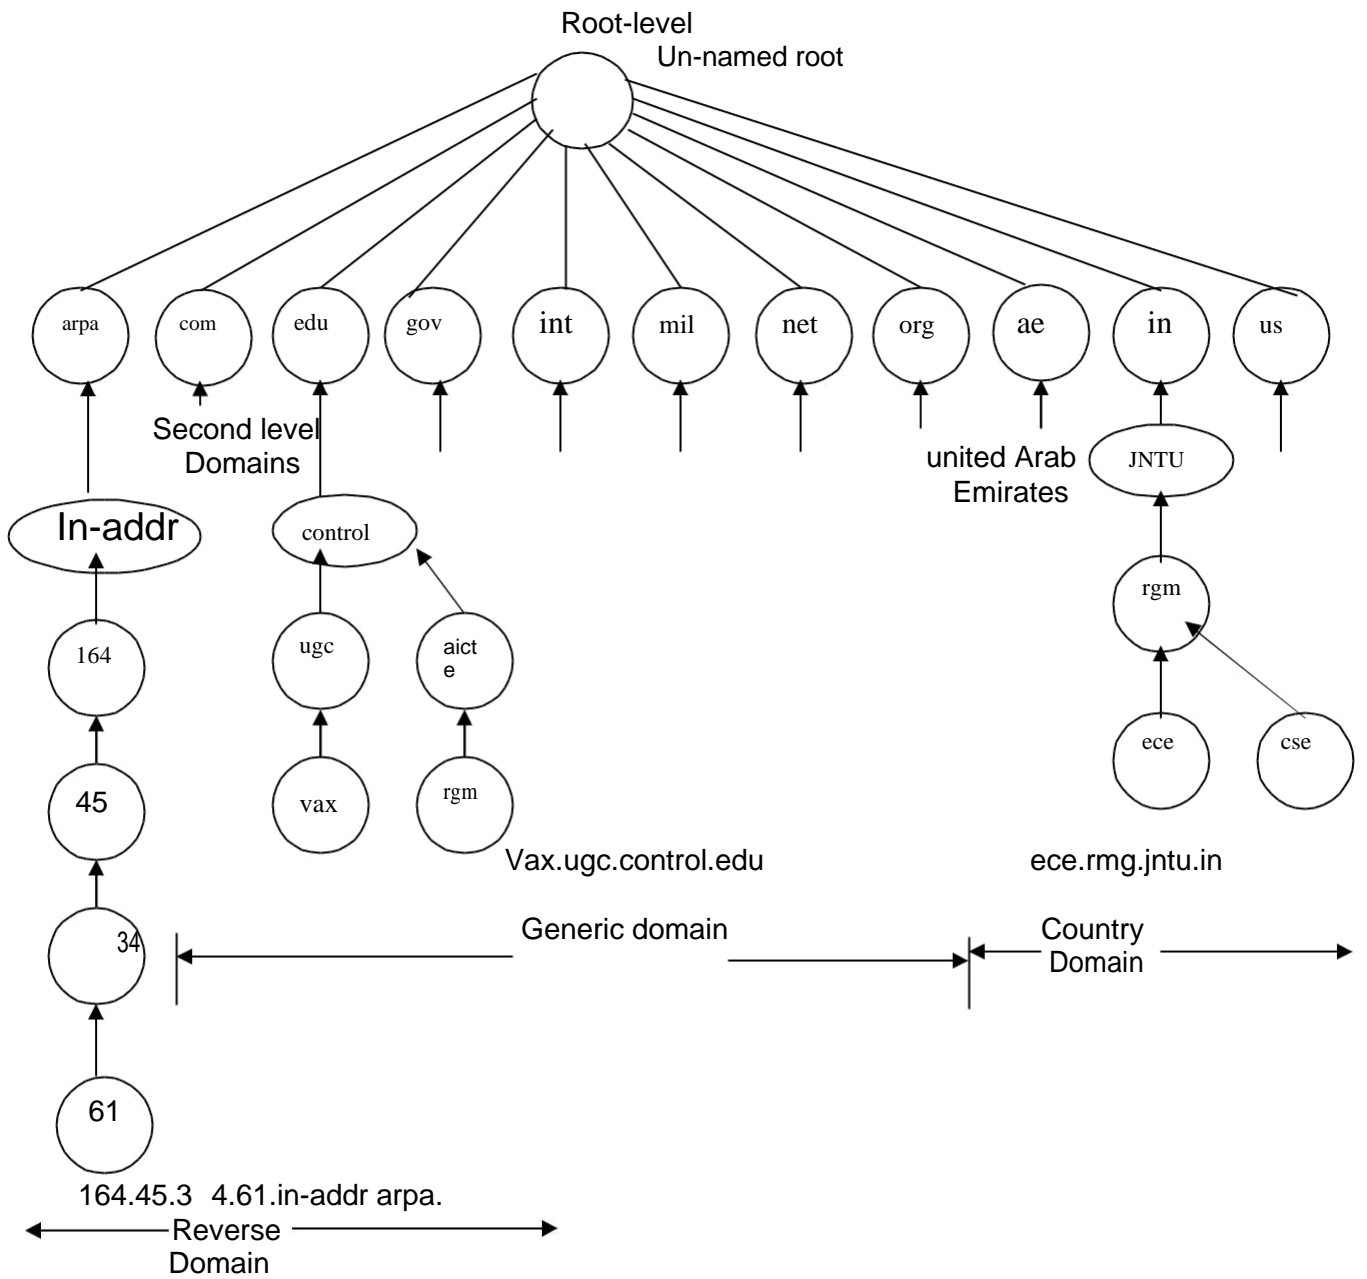 Root-level
Un-named root
arpa
com
edu
gov
int
mil
net
org
ae
in
us
Second level
Domains
united Arab
Emirates
JNTU
In-addr
control
rgm
164
ugc
aict
e
ece
cse
45
vax
rgm
Vax.ugc.control.edu
ece.rmg.jntu.in
34
Generic domain
Country
Domain
61
164.45.3 4.61.in-addr arpa.
Reverse
Domain